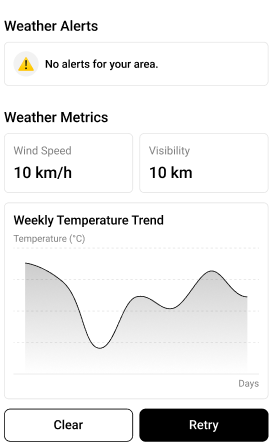 Weather Alerts
No alerts for your area.
Weather Metrics
Wind Speed
10 km/h
Visibility
10 km
Weekly Temperature Trend
Temperature (°C)
Days
Clear
Retry